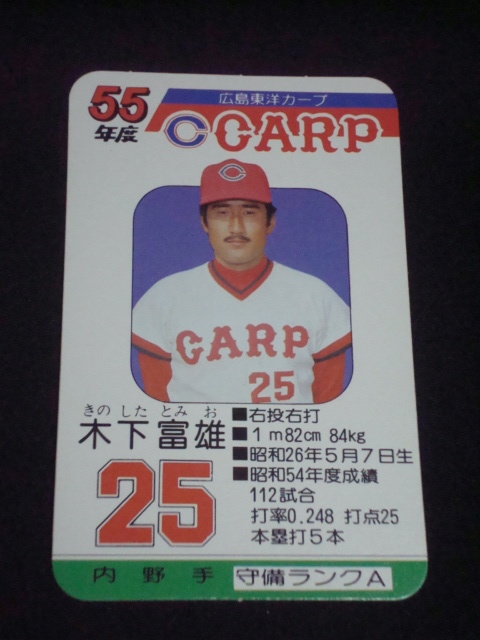 55
年度
広島東洋カープ
C CARP
C
CARP
25
きの した とみ お
木下富雄
25
■右投右打
■1m82cm 84kg
■昭和26年5月7日生
■昭和54年度成績
112試合
打率0.248 打点25
本塁打5本
内野手 守備ランクA